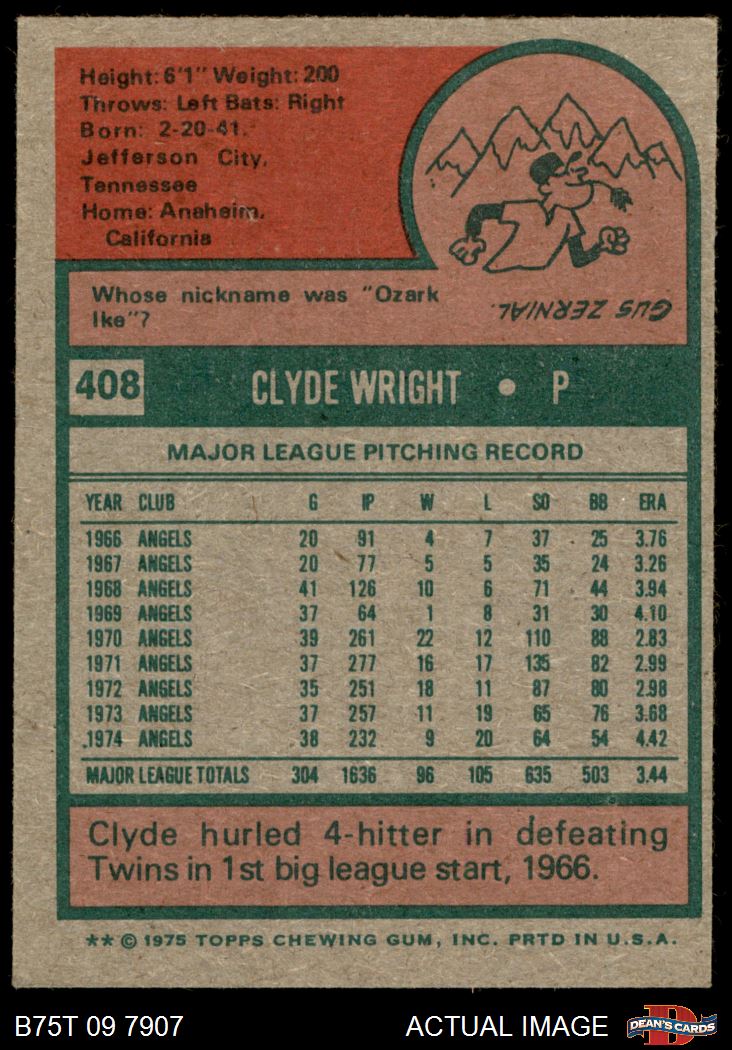 Height: 6'1" Weight: 200
Throws: Left Bats: Right
Born: 2-20-41.
Jefferson City,
Tennessee
Home: Anaheim,
California
Whose nickname was "Ozark
Ike"?
GUS ZERNIAL.
408 CLYDE WRIGHT • P
MAJOR LEAGUE PITCHING RECORD
YEAR CLUB G IP W L SO BB ERA
1966 ANGELS 20 91 4 7 37 25 3.76
1967 ANGELS 20 77 5 5 35 24 3.26
1968 ANGELS 41 126 10 6 71 44 3.94
1969 ANGELS 37 64 1 8 31 30 4.10
1970 ANGELS 39 261 22 12 110 88 2.83
1971 ANGELS 37 277 16 17 135 82 2.99
1972 ANGELS 35 251 18 11 87 80 2.98
1973 ANGELS 37 257 11 19 65 76 3.68
1974 ANGELS 38 232 9 20 64 54 4.42
MAJOR LEAGUE TOTALS 304 1636 96 105 635 503 3.44
Clyde hurled 4-hitter in defeating
Twins in 1st big league start, 1966.
** © 1975 TOPPS CHEWING GUM, INC. PRTD IN U.S.A.
B75T 09 7907 ACTUAL IMAGE DEAN'S CARDS